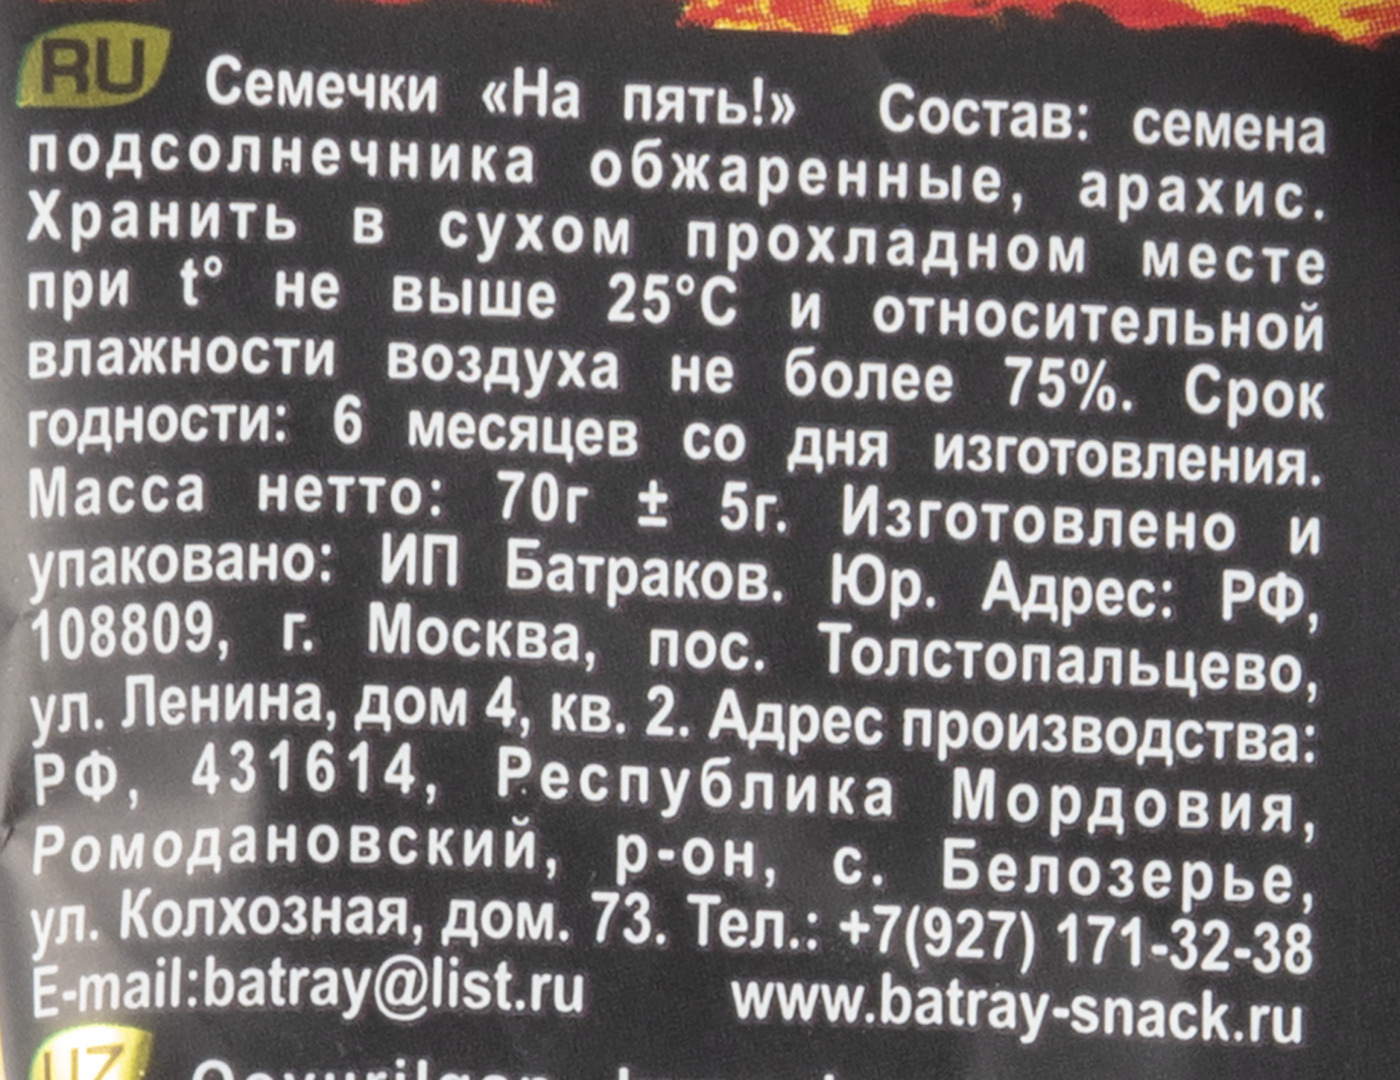 RU Семечки «На пять!» Состав: семена
подсолнечника обжаренные, арахис.
Хранить в сухом прохладном месте
при t° не выше 25°С и относительной
влажности воздуха не более 75%. Срок
годности: 6 месяцев со дня изготовления.
Масса нетто: 70г ± 5г. Изготовлено и
упаковано: ИП Батраков. Юр. Адрес: РФ,
108809, г. Москва, пос. Толстопальцево,
ул. Ленина, дом 4, кв. 2. Адрес производства:
РФ, 431614, Республика Мордовия,
Ромодановский, р-он, с. Белозерье,
ул. Колхозная, дом. 73. Тел.: +7(927) 171-32-38
E-mail:batray@list.ru www.batray-snack.ru
UZ